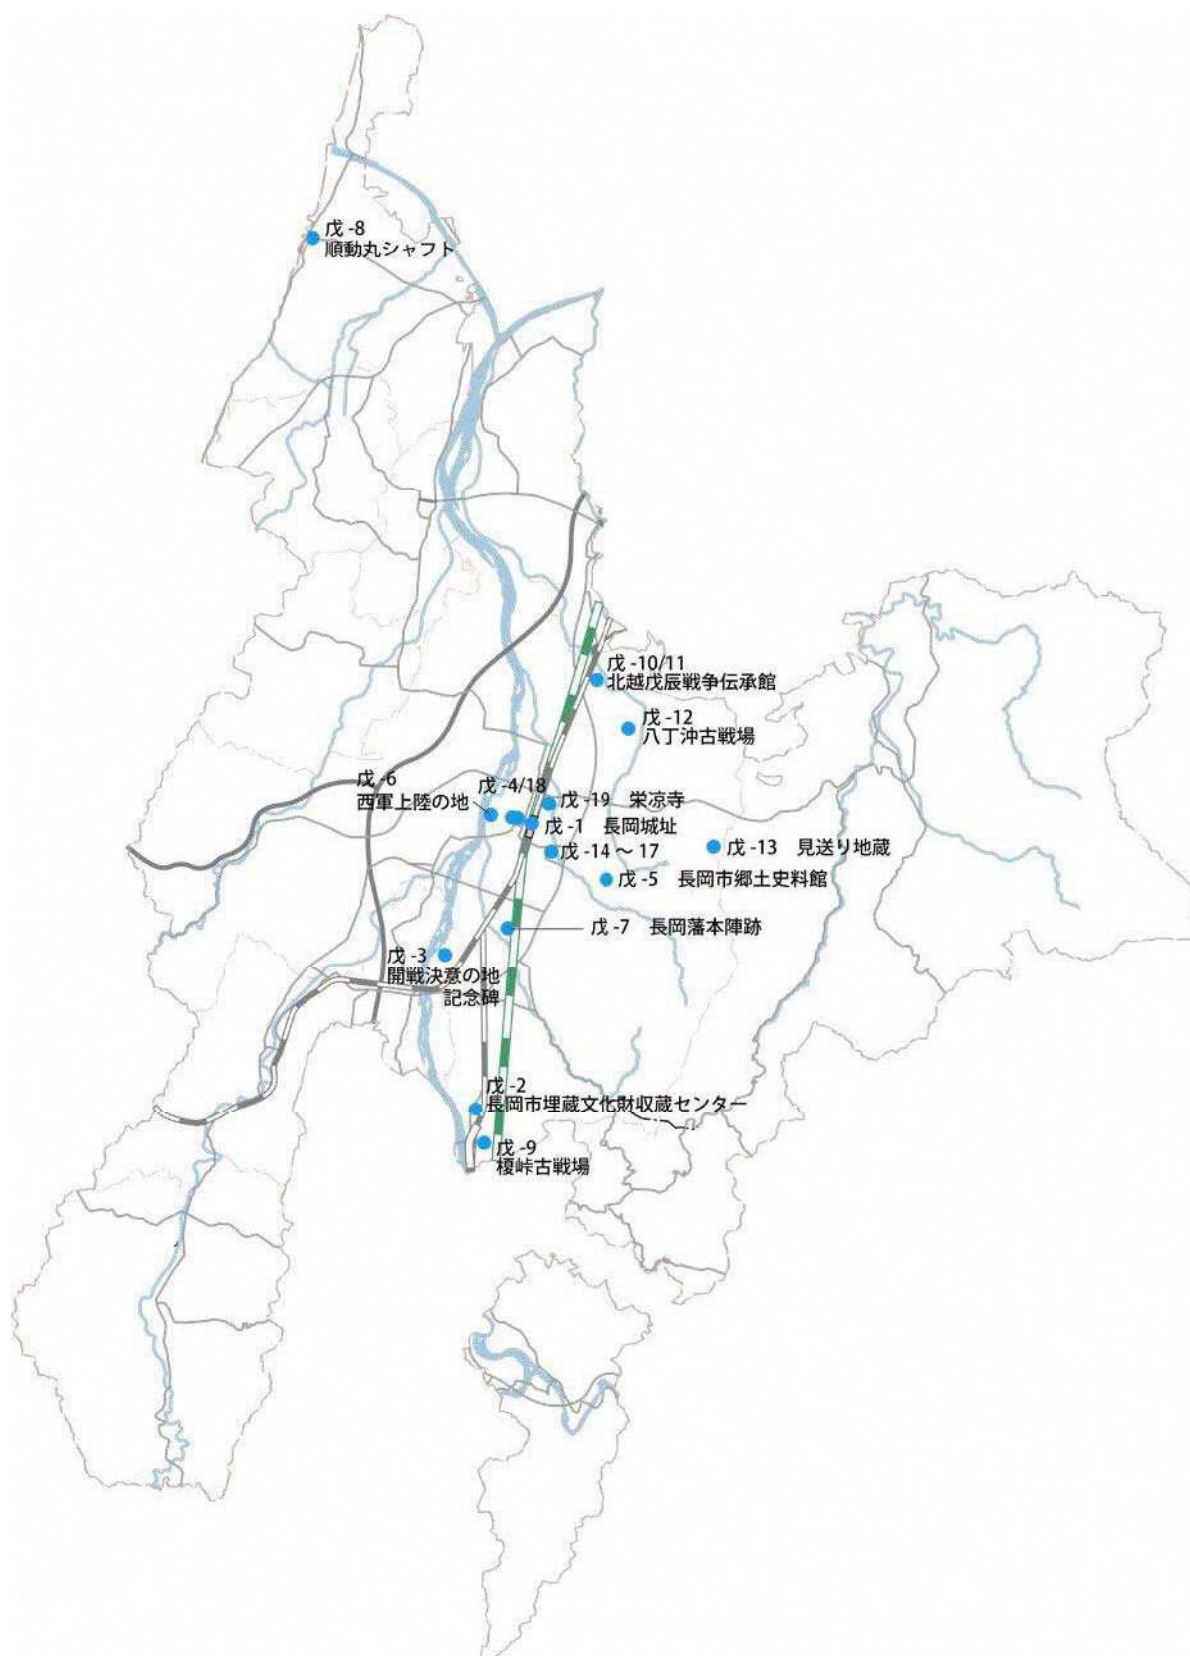 戊 -8
順動丸シャフト
戊 -10/11
北越戊辰戦争伝承館
戊 -12
八丁沖古戦場
戊 -6
西軍上陸の地
戊 -4/18
戊 -19 栄凉寺
戊 -1 長岡城址
戊 -14 ~ 17
戊 -13 見送り地蔵
戊 -5 長岡市郷土史料館
戊 -7 長岡藩本陣跡
戊 -3
開戦決意の地
記念碑
戊 -2
長岡市埋蔵文化財収蔵センター
戊 -9
榎峠古戦場